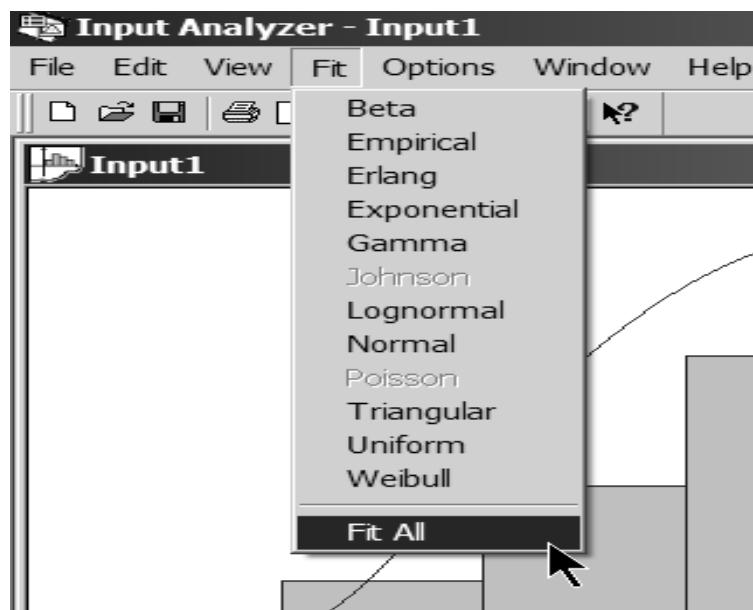 Input Analyzer - Input1
File Edit View Fit Options Window Help
Input1
Beta
Empirical
Erlang
Exponential
Gamma
Johnson
Lognormal
Normal
Poisson
Triangular
Uniform
Weibull
Fit All